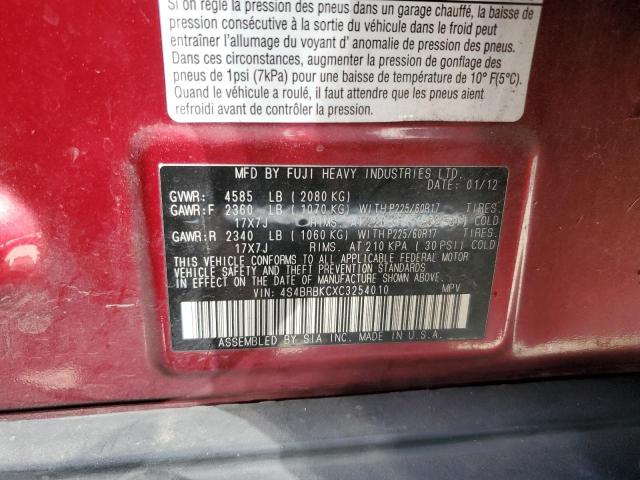 Si on règle la pression des pneus dans un garage chauffé, la baisse de
pression consécutive à la sortie du véhicule dans le froid peut
entraîner l'allumage du voyant d' anomalie de pression des pneus.
Dans ces circonstances, augmenter la pression de gonflage des
pneus de 1psi (7kPa) pour une baisse de température de 10° F(5°C).
Quand le véhicule a roulé, il faut attendre que les pneus aient
refroidi avant de contrôler la pression.
MFD BY FUJI HEAVY INDUSTRIES LTD.
DATE: 01/12
GVWR: 4585 LB ( 2080 KG)
GAWR:F 2360 LB ( 1070 KG) WITH P225/60R17 TIRES.
17X7J RIMS. AT COLD
GAWR:R 2340 LB ( 1060 KG) WITH P225/60R17 TIRES.
17X7J RIMS. AT 210 KPA ( 30 PSI) COLD
THIS VEHICLE CONFORMS TO ALL APPLICABLE FEDERAL MOTOR
VEHICLE SAFETY AND THEFT PREVENTION STANDARDS IN
EFFECT ON THE DATE OF MANUFACTURE SHOWN ABOVE.
VIN: 4S4BRBKCXC3254010 MPV
ASSEMBLED BY SIA INC. MADE IN U.S.A.